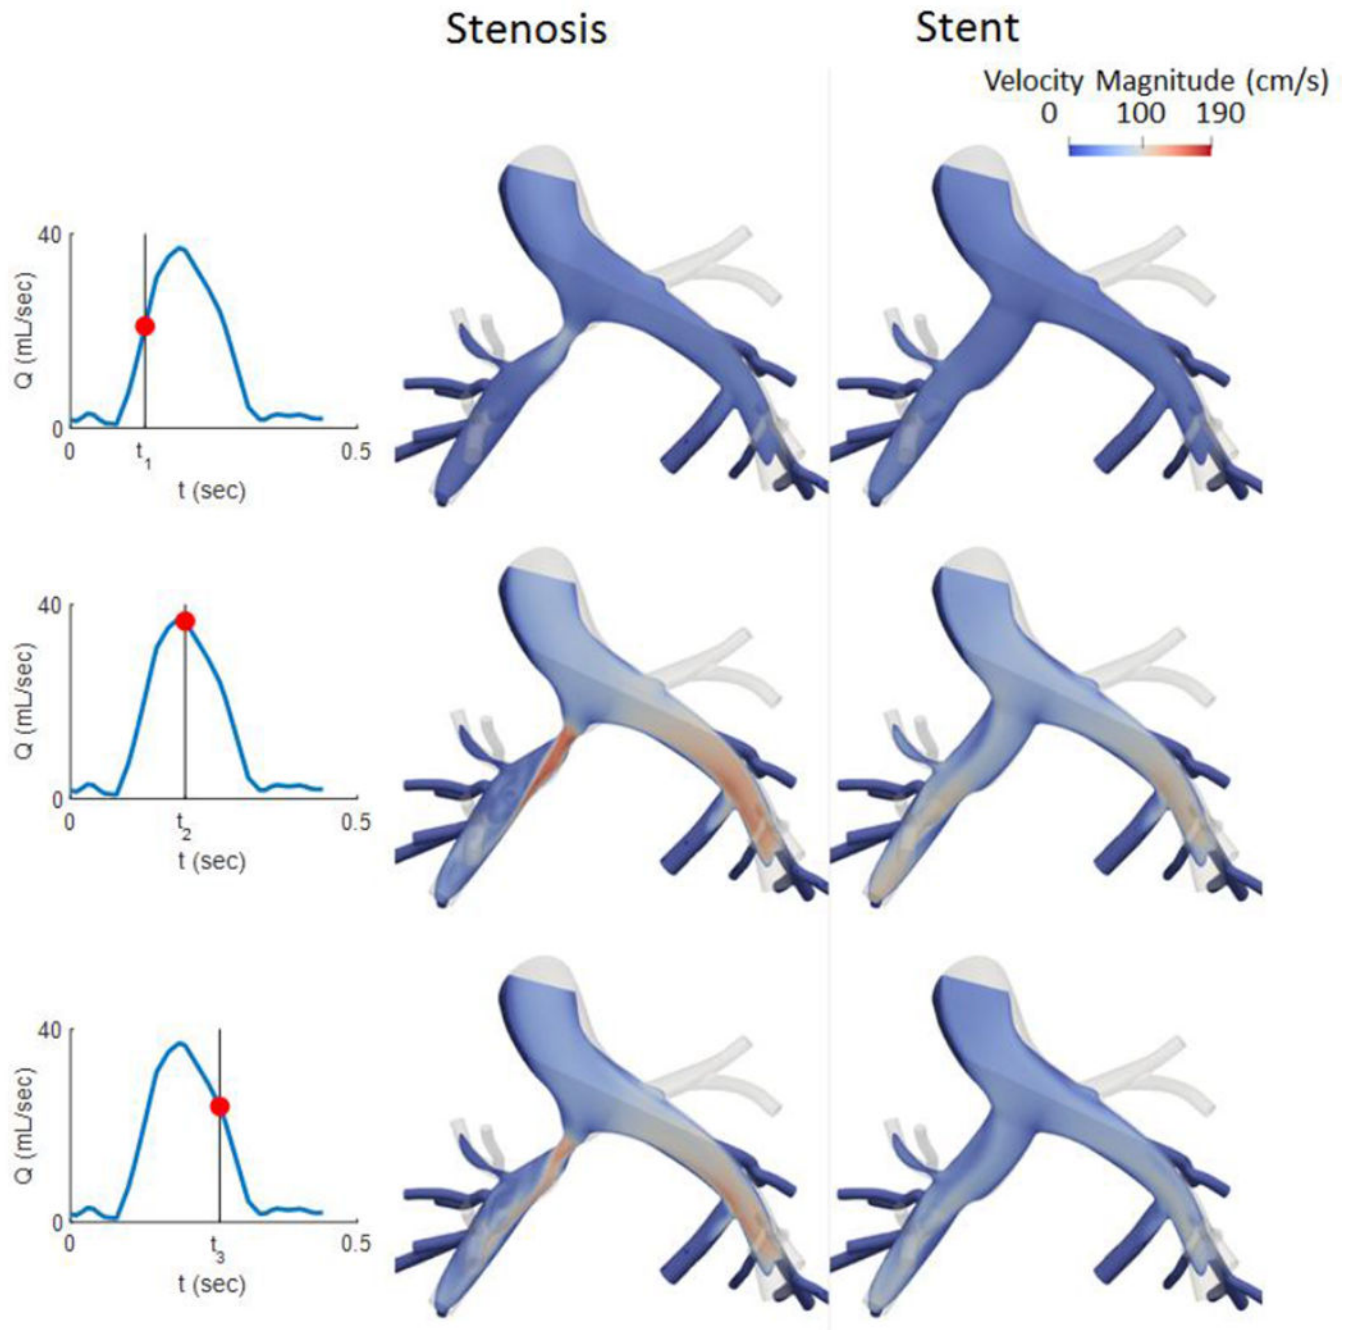 Stenosis
Stent
Velocity Magnitude (cm/s)
0 100 190
40
Q (mL/sec)
0
0 t1 0.5
t (sec)
40
Q (mL/sec)
0
0 t2 0.5
t (sec)
40
Q (mL/sec)
0
0 t3 0.5
t (sec)